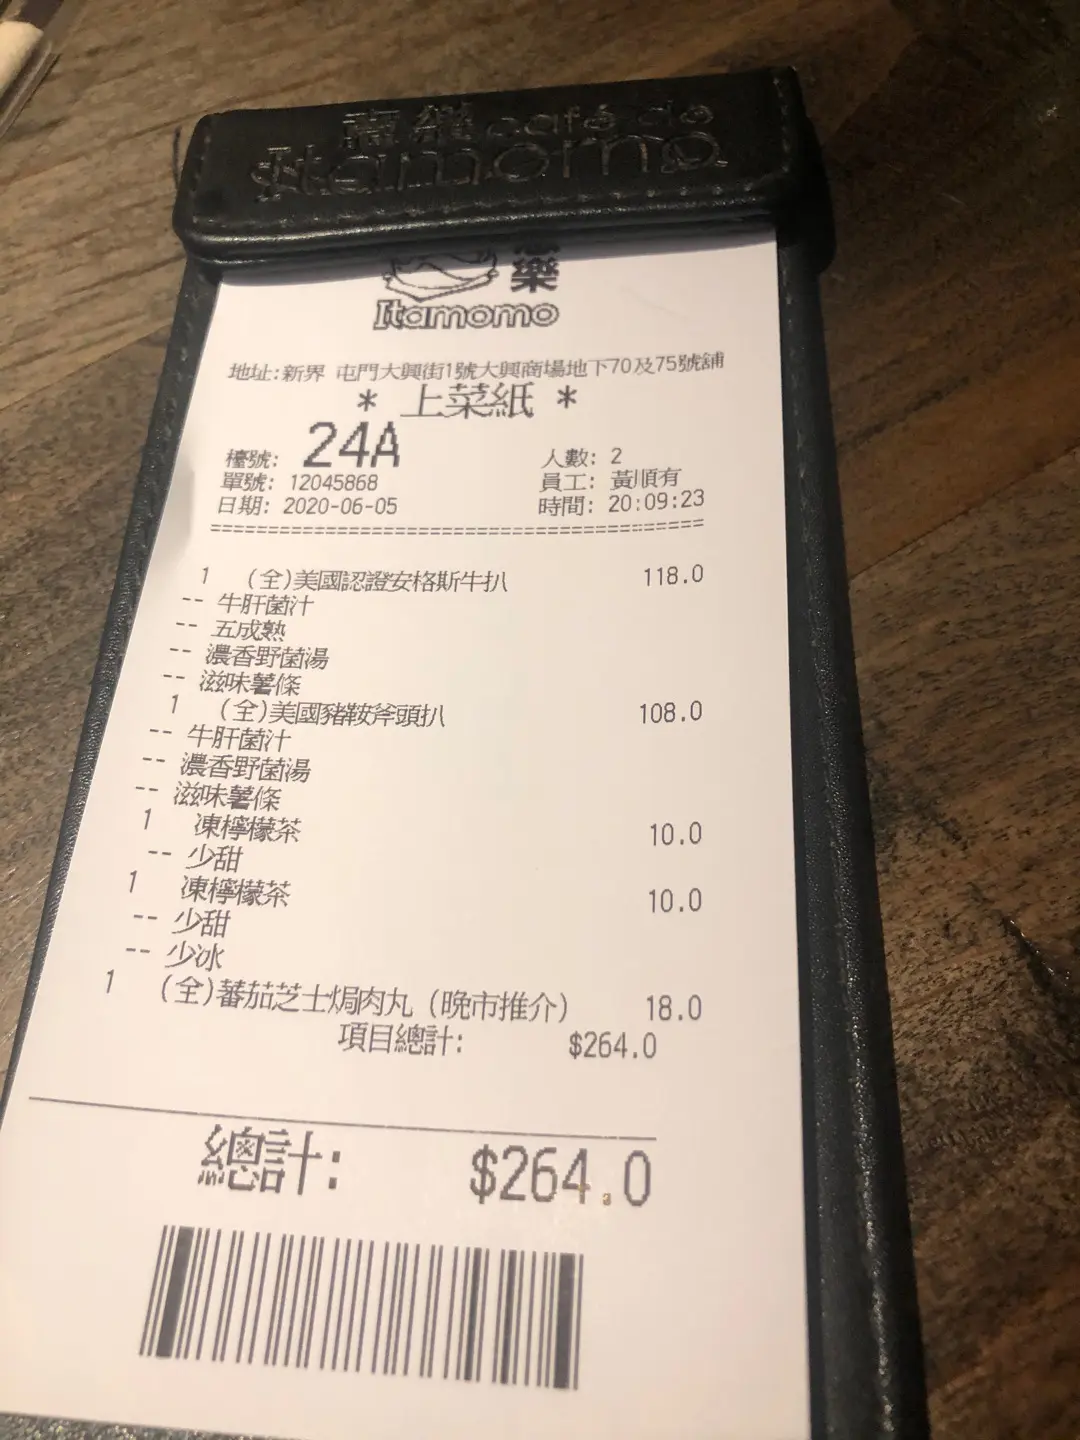 意樂 café de
Itamomo
樂
Itamomo
地址:新界 屯門大興街1號大興商場地下70及75號舖
* 上菜紙 *
檯號: 24A 人數: 2
單號: 12045868 員工: 黃順有
日期: 2020-06-05 時間: 20:09:23
================================================
1 (全)美國認證安格斯牛扒 118.0
-- 牛肝菌汁
-- 五成熟
-- 濃香野菌湯
-- 滋味薯條
1 (全)美國豬鞍斧頭扒 108.0
-- 牛肝菌汁
-- 濃香野菌湯
-- 滋味薯條
1 凍檸檬茶 10.0
-- 少甜
1 凍檸檬茶 10.0
-- 少甜
-- 少冰
1 (全)蕃茄芝士焗肉丸 (晚市推介) 18.0
項目總計: $264.0
總計: $264.0